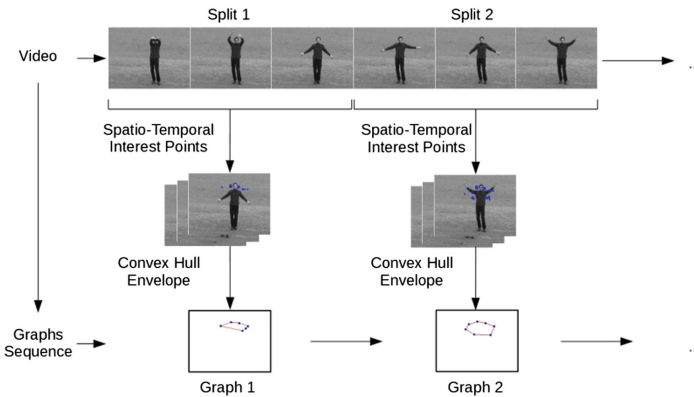 Split 1
Split 2
Video
Spatio-Temporal
Interest Points
Spatio-Temporal
Interest Points
Convex Hull
Envelope
Convex Hull
Envelope
Graphs
Sequence
Graph 1
Graph 2